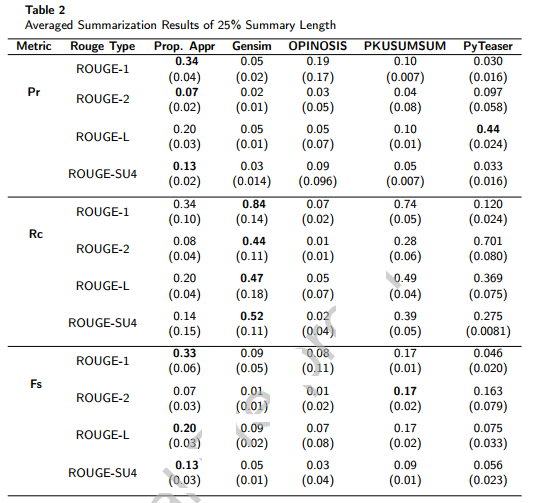 Table 2
Averaged Summarization Results of 25% Summary Length
Metric Rouge Type Prop. Appr Gensim OPINOSIS PKUSUMSUM PyTeaser
Pr
ROUGE-1 0.34 0.05 0.19 0.10 0.030
(0.04) (0.02) (0.17) (0.007) (0.016)
ROUGE-2 0.07 0.02 0.03 0.04 0.097
(0.02) (0.01) (0.05) (0.08) (0.058)
ROUGE-L 0.20 0.05 0.05 0.10 0.44
(0.03) (0.01) (0.07) (0.01) (0.024)
ROUGE-SU4 0.13 0.03 0.09 0.05 0.033
(0.02) (0.014) (0.096) (0.007) (0.016)
Rc
ROUGE-1 0.34 0.84 0.07 0.74 0.120
(0.10) (0.14) (0.02) (0.05) (0.024)
ROUGE-2 0.08 0.44 0.01 0.28 0.701
(0.04) (0.11) (0.01) (0.06) (0.080)
ROUGE-L 0.20 0.47 0.05 0.49 0.369
(0.04) (0.18) (0.07) (0.04) (0.075)
ROUGE-SU4 0.14 0.52 0.02 0.39 0.275
(0.15) (0.11) (0.04) (0.05) (0.0081)
Fs
ROUGE-1 0.33 0.09 0.08 0.17 0.046
(0.06) (0.05) (0.11) (0.01) (0.020)
ROUGE-2 0.07 0.01 0.01 0.17 0.163
(0.03) (0.01) (0.02) (0.02) (0.079)
ROUGE-L 0.20 0.09 0.07 0.17 0.075
(0.03) (0.02) (0.08) (0.02) (0.033)
ROUGE-SU4 0.13 0.05 0.03 0.09 0.056
(0.03) (0.01) (0.04) (0.01) (0.023)